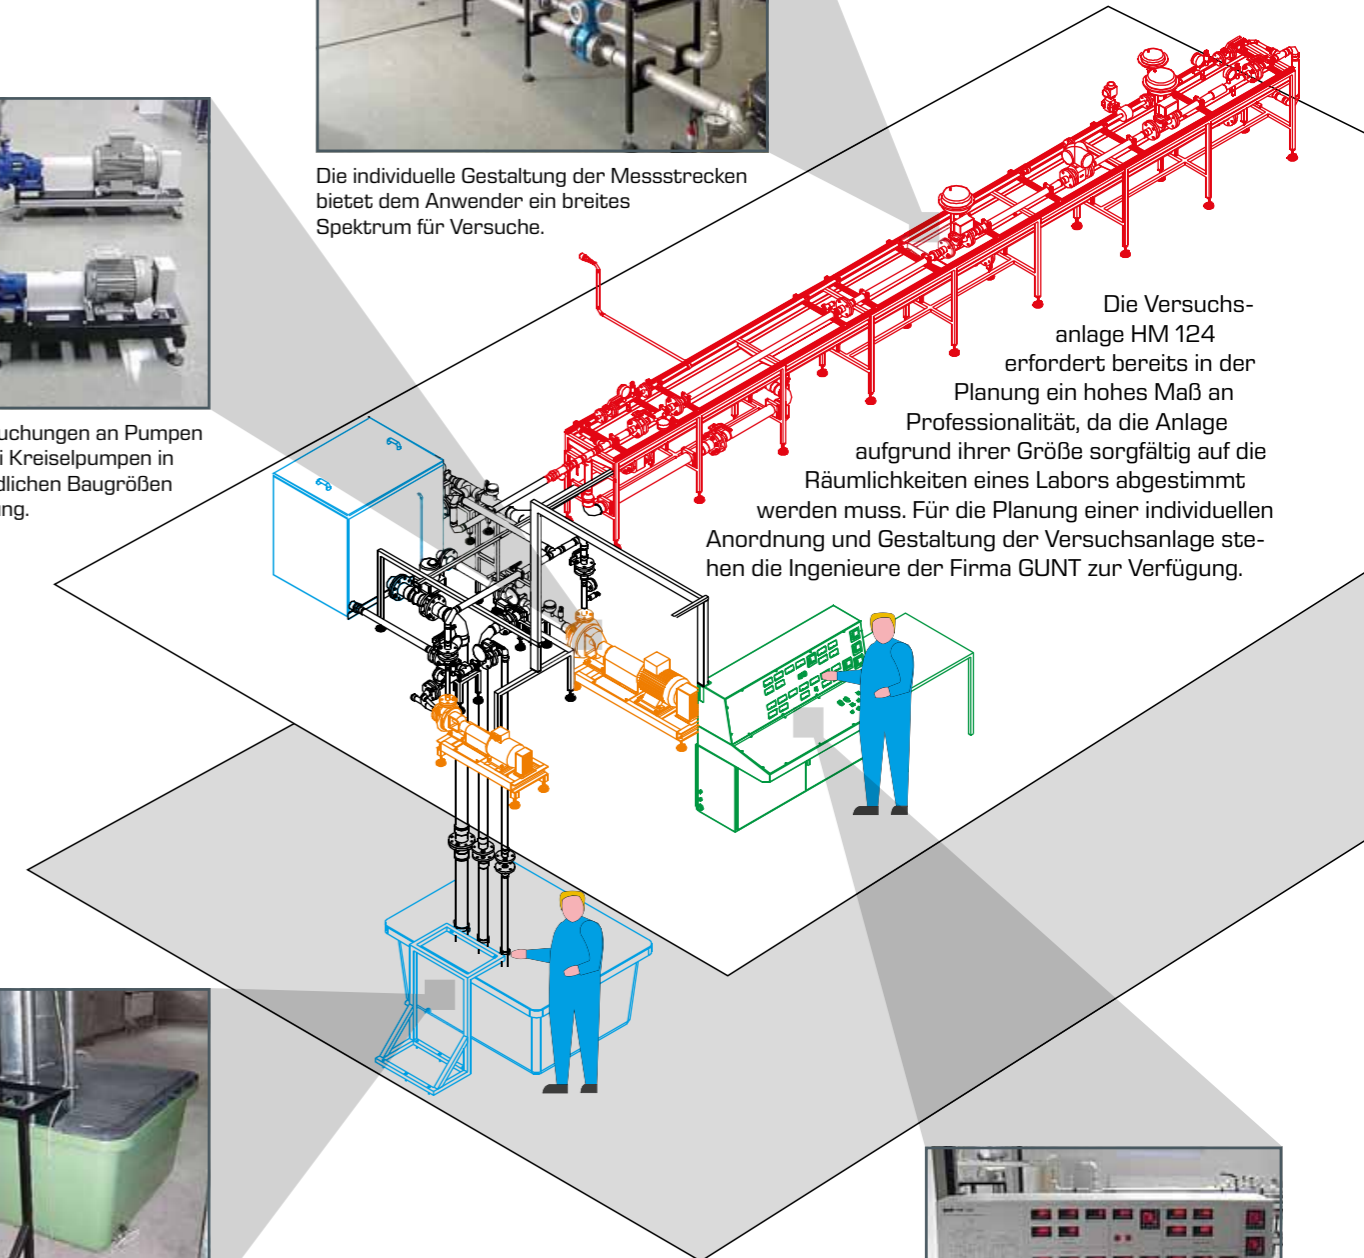 Die individuelle Gestaltung der Messstrecken
bietet dem Anwender ein breites
Spektrum für Versuche.
Die Versuchs-
anlage HM 124
erfordert bereits in der
Planung ein hohes Maß an
Professionalität, da die Anlage
aufgrund ihrer Größe sorgfältig auf die
Räumlichkeiten eines Labors abgestimmt
werden muss. Für die Planung einer individuellen
Anordnung und Gestaltung der Versuchsanlage ste-
hen die Ingenieure der Firma GUNT zur Verfügung.
uchungen an Pumpen
i Kreiselpumpen in
dlichen Baugrößen
ung.